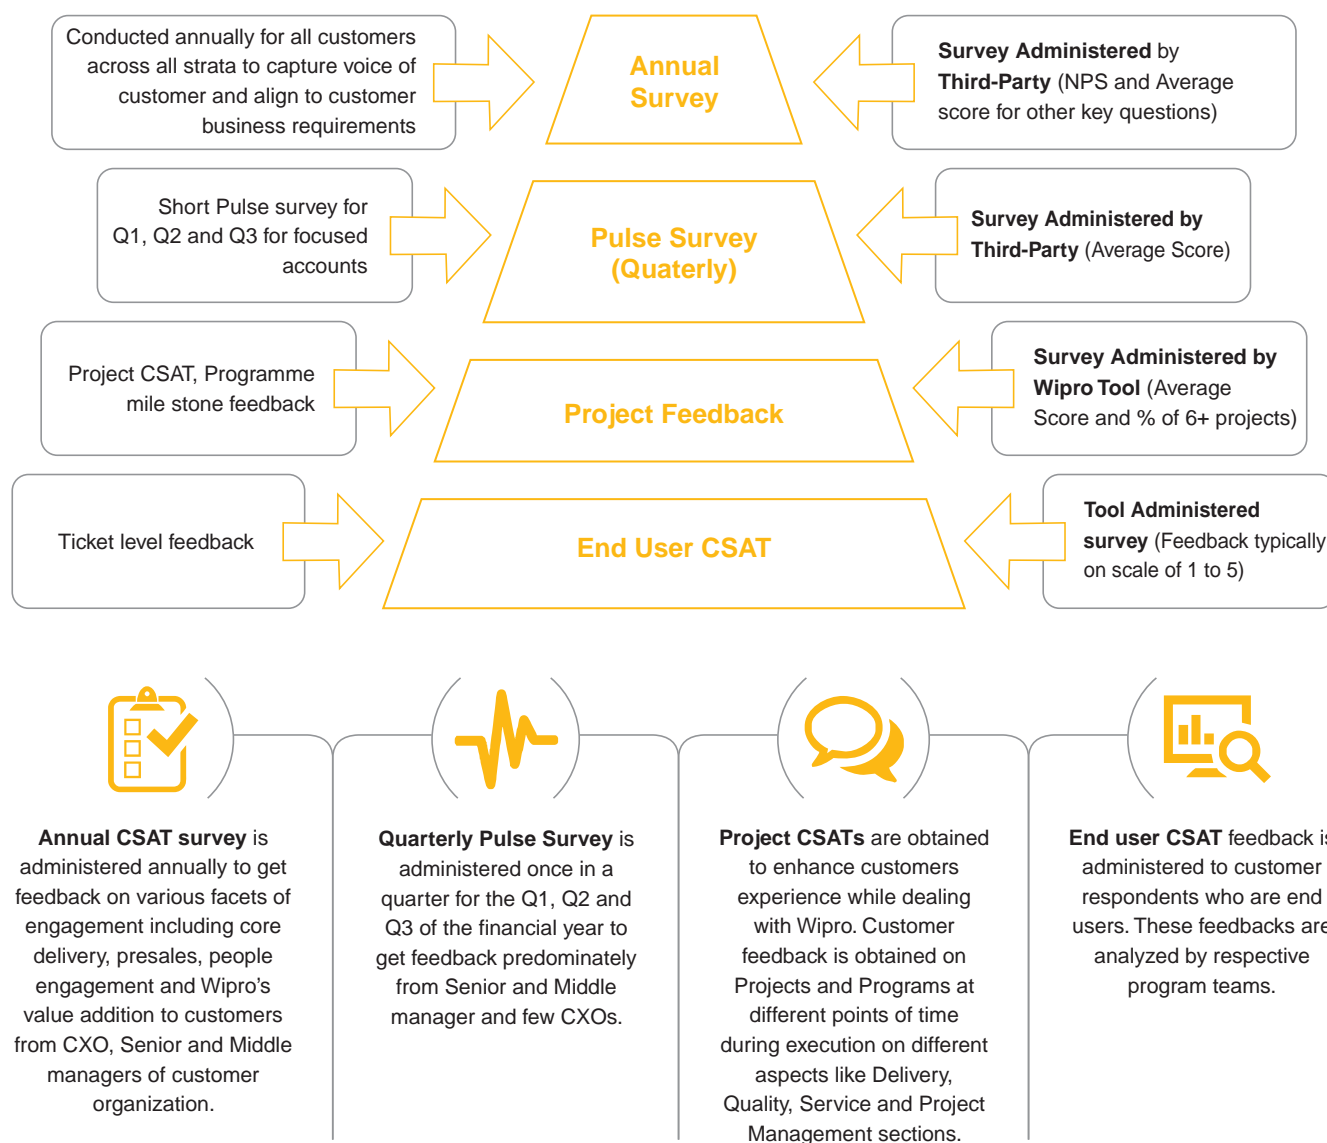 Conducted annually for all customers
across all strata to capture voice of
customer and align to customer
business requirements
Annual
Survey
Survey Administered by
Third-Party (NPS and Average
score for other key questions)
Short Pulse survey for
Q1, Q2 and Q3 for focused
accounts
Pulse Survey
(Quaterly)
Survey Administered by
Third-Party (Average Score)
Project CSAT, Programme
mile stone feedback
Project Feedback
Survey Administered by
Wipro Tool (Average
Score and % of 6+ projects)
Ticket level feedback
End User CSAT
Tool Administered
survey (Feedback typically
on scale of 1 to 5)
Annual CSAT survey is
administered annually to get
feedback on various facets of
engagement including core
delivery, presales, people
engagement and Wipro's
value addition to customers
from CXO, Senior and Middle
managers of customer
organization.
Quarterly Pulse Survey is
administered once in a
quarter for the Q1, Q2 and
Q3 of the financial year to
get feedback predominately
from Senior and Middle
manager and few CXOs.
Project CSATs are obtained
to enhance customers
experience while dealing
with Wipro. Customer
feedback is obtained on
Projects and Programs at
different points of time
during execution on different
aspects like Delivery,
Quality, Service and Project
Management sections.
End user CSAT feedback is
administered to customer
respondents who are end
users. These feedbacks are
analyzed by respective
program teams.